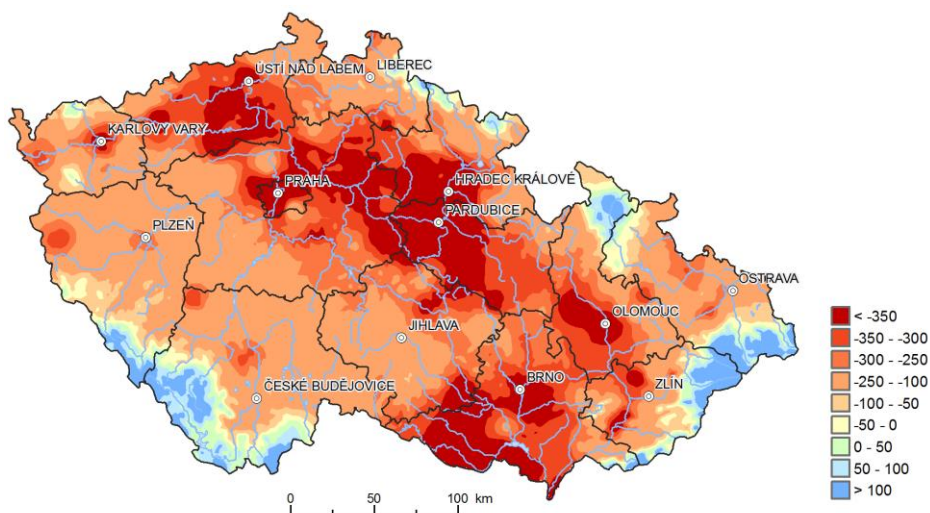 ÚSTÍ NAD LABEM
LIBEREC
KARLOVY VARY
PRAHA
HRADEC KRÁLOVÉ
PARDUBICE
PLZEŇ
OSTRAVA
OLOMOUC
JIHLAVA
ČESKÉ BUDĚJOVICE
BRNO
ZLÍN
< -350
-350 - -300
-300 - -250
-250 - -100
-100 - -50
-50 - 0
0 - 50
50 - 100
> 100
0 50 100 km